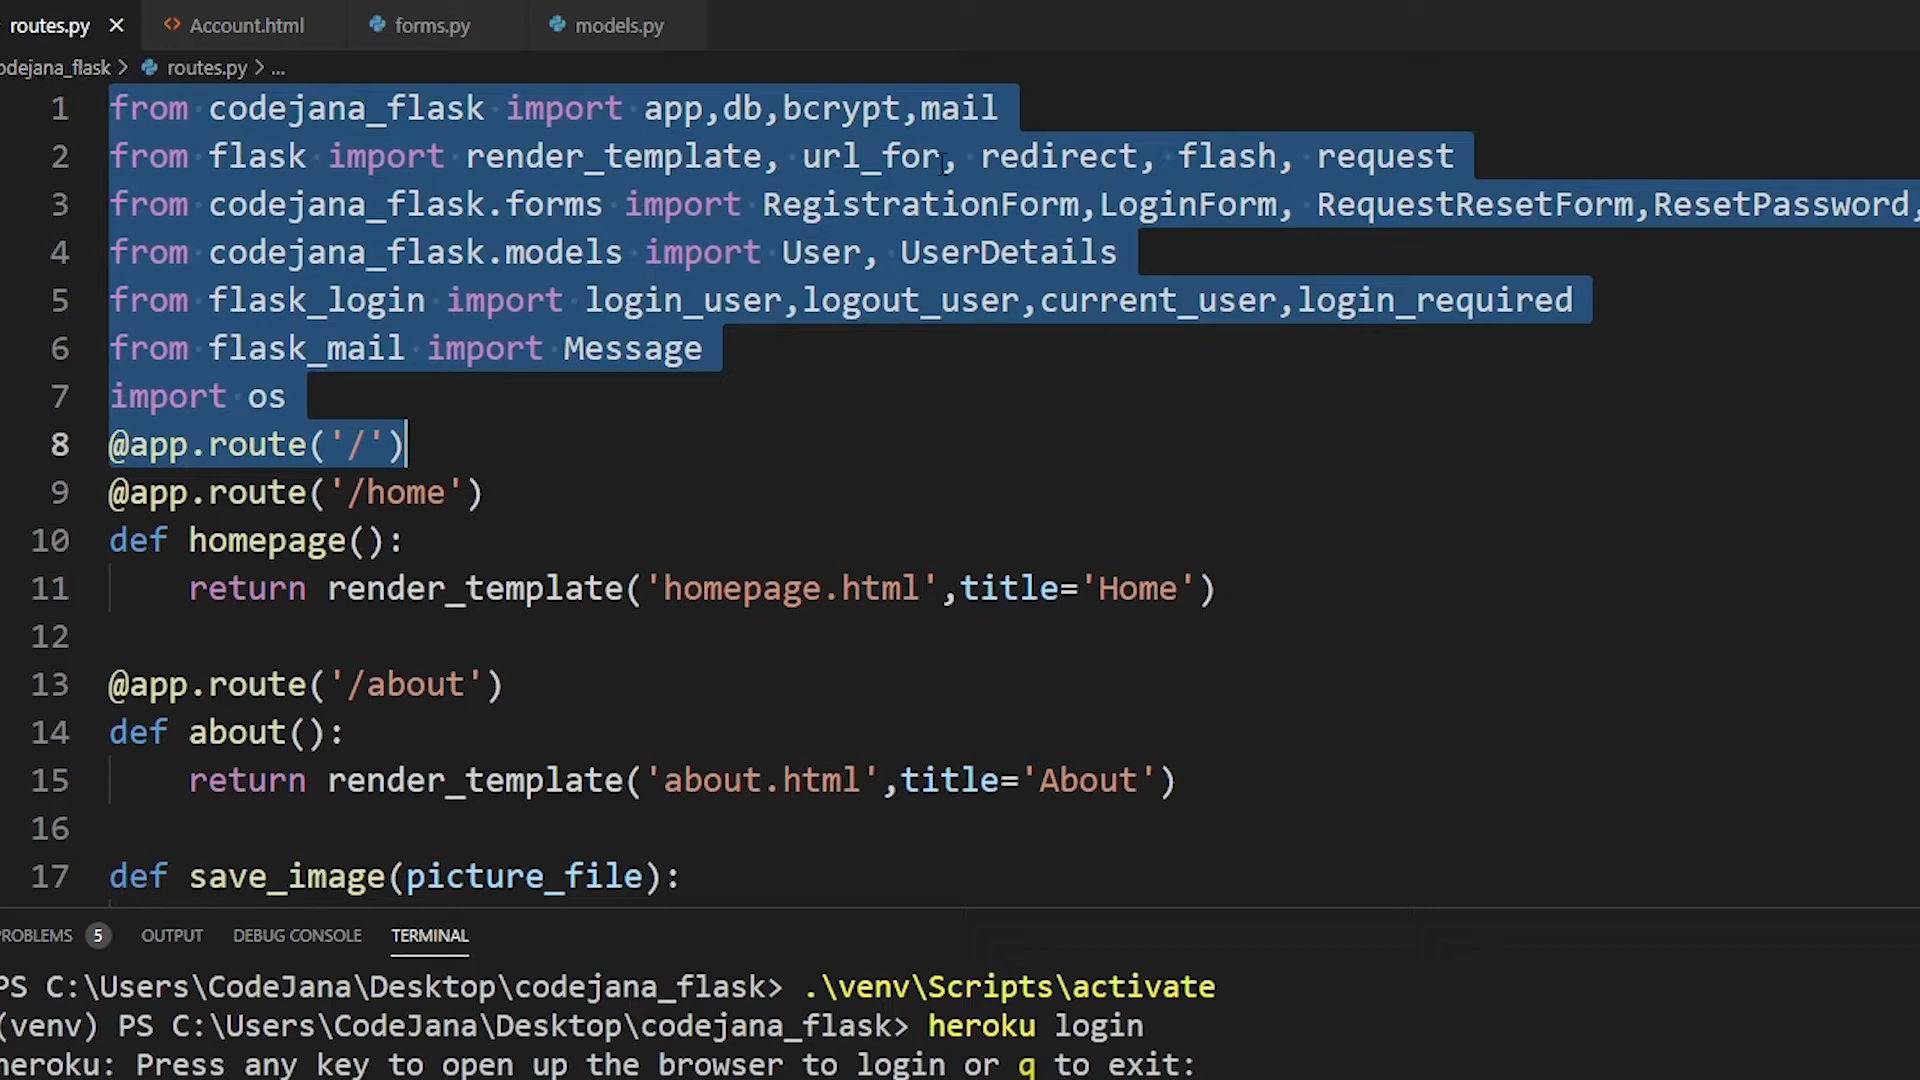 routes.py Account.html forms.py models.py
odejana_flask > routes.py > ...
1 from codejana_flask import app,db,bcrypt,mail
2 from flask import render_template, url_for, redirect, flash, request
3 from codejana_flask.forms import RegistrationForm,LoginForm, RequestResetForm,ResetPassword,
4 from codejana_flask.models import User, UserDetails
5 from flask_login import login_user,logout_user,current_user,login_required
6 from flask_mail import Message
7 import os
8 @app.route('/')
9 @app.route('/home')
10 def homepage():
11     return render_template('homepage.html',title='Home')
12
13 @app.route('/about')
14 def about():
15     return render_template('about.html',title='About')
16
17 def save_image(picture_file):
ROBLEMS 5 OUTPUT DEBUG CONSOLE TERMINAL
PS C:\Users\CodeJana\Desktop\codejana_flask> .\venv\Scripts\activate
(venv) PS C:\Users\CodeJana\Desktop\codejana_flask> heroku login
heroku: Press any key to open up the browser to login or q to exit: